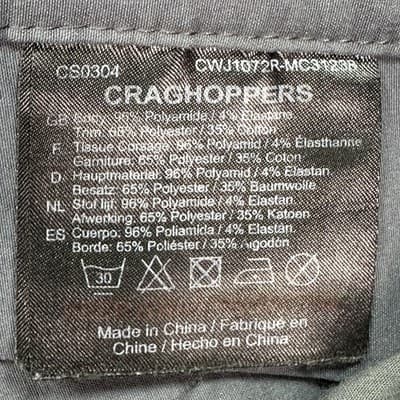 CS0304 CWJ1072R-MC3123R
CRAGHOPPERS
GB Body: 96% Polyamide / 4% Elastane
Trim: 65% Polyester / 35% Cotton
F Tissue Corsage: 96% Polyamid / 4% Elasthanne
Garniture: 65% Polyester / 35% Coton
D Hauptmaterial: 96% Polyamid / 4% Elastan.
Besatz: 65% Polyester / 35% Baumwolle
NL Stof lijf: 96% Polyamide / 4% Elastan.
Afwerking: 65% Polyester / 35% Katoen
ES Cuerpo: 96% Poliamida / 4% Elastán.
Borde: 65% Poliéster / 35% Algodón
30
Made in China / Fabriqué en
Chine / Hecho en China